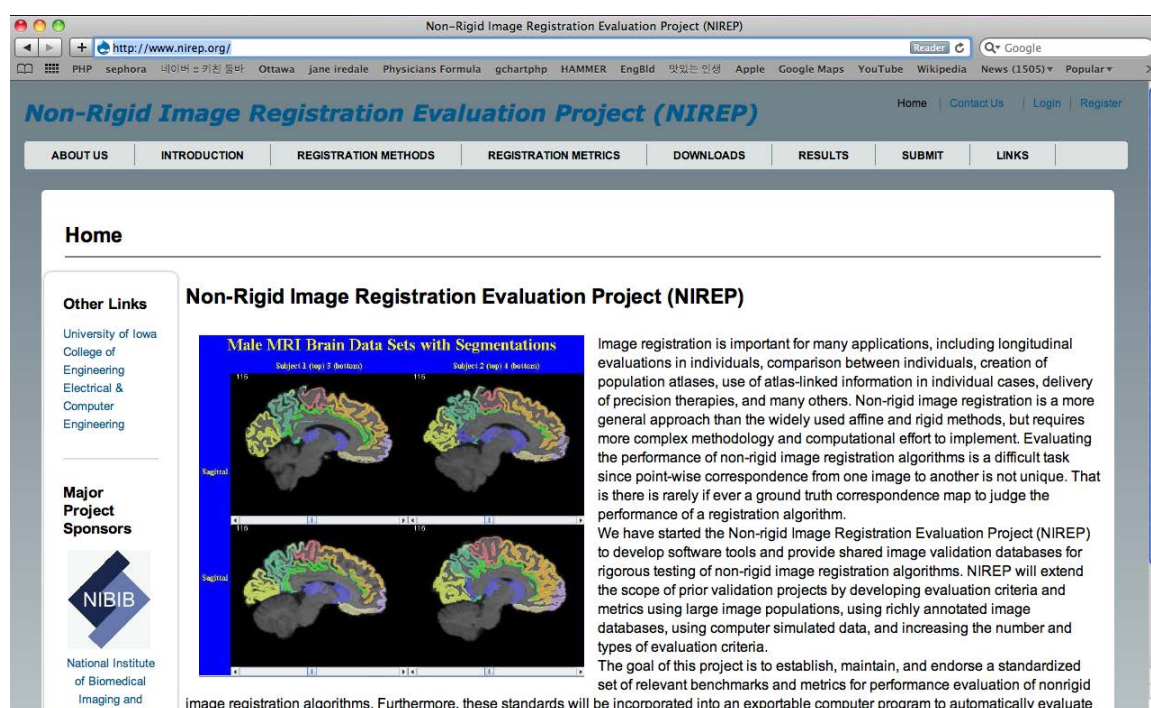 Non-Rigid Image Registration Evaluation Project (NIREP)
http://www.nirep.org/
Reader
Google
PHP sephora 네이버 :: 키친 툴바 Ottawa jane iredale Physicians Formula gchartphp HAMMER EngBld 맛있는 인생 Apple Google Maps YouTube Wikipedia News (1505) Popular
Non-Rigid Image Registration Evaluation Project (NIREP)
Home | Contact Us | Login | Register
ABOUT US INTRODUCTION REGISTRATION METHODS REGISTRATION METRICS DOWNLOADS RESULTS SUBMIT LINKS
Home
Other Links
University of Iowa
College of
Engineering
Electrical &
Computer
Engineering
Major
Project
Sponsors
NIBIB
National Institute
of Biomedical
Imaging and
Non-Rigid Image Registration Evaluation Project (NIREP)
Male MRI Brain Data Sets with Segmentations
Subject 1 (top) 3 (bottom) Subject 2 (top) 4 (bottom)
116 116
Sagittal
116 116
Sagittal
Image registration is important for many applications, including longitudinal
evaluations in individuals, comparison between individuals, creation of
population atlases, use of atlas-linked information in individual cases, delivery
of precision therapies, and many others. Non-rigid image registration is a more
general approach than the widely used affine and rigid methods, but requires
more complex methodology and computational effort to implement. Evaluating
the performance of non-rigid image registration algorithms is a difficult task
since point-wise correspondence from one image to another is not unique. That
is there is rarely if ever a ground truth correspondence map to judge the
performance of a registration algorithm.
We have started the Non-rigid Image Registration Evaluation Project (NIREP)
to develop software tools and provide shared image validation databases for
rigorous testing of non-rigid image registration algorithms. NIREP will extend
the scope of prior validation projects by developing evaluation criteria and
metrics using large image populations, using richly annotated image
databases, using computer simulated data, and increasing the number and
types of evaluation criteria.
The goal of this project is to establish, maintain, and endorse a standardized
set of relevant benchmarks and metrics for performance evaluation of nonrigid
image registration algorithms. Furthermore, these standards will be incorporated into an exportable computer program to automatically evaluate